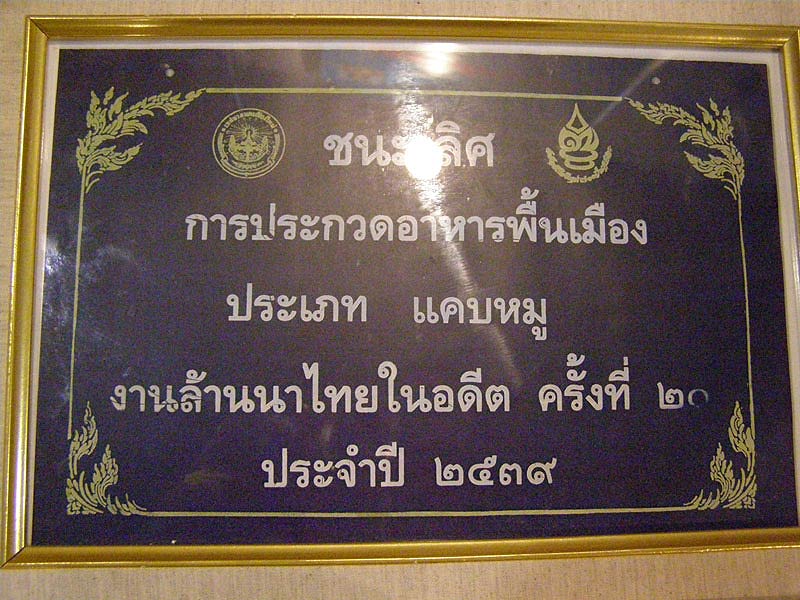 ชนะเลิศ
การประกวดอาหารพื้นเมือง
ประเภท แคบหมู
งานล้านนาไทยในอดีต ครั้งที่ ๒๐
ประจำปี ๒๕๓๙